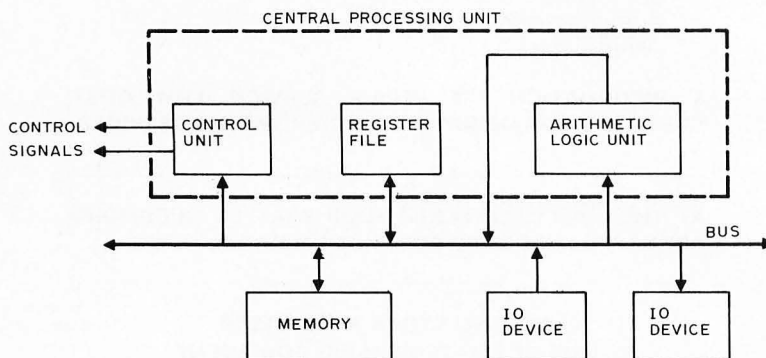 CENTRAL PROCESSING UNIT
CONTROL
SIGNALS
CONTROL
UNIT
REGISTER
FILE
ARITHMETIC
LOGIC UNIT
BUS
MEMORY
IO
DEVICE
IO
DEVICE